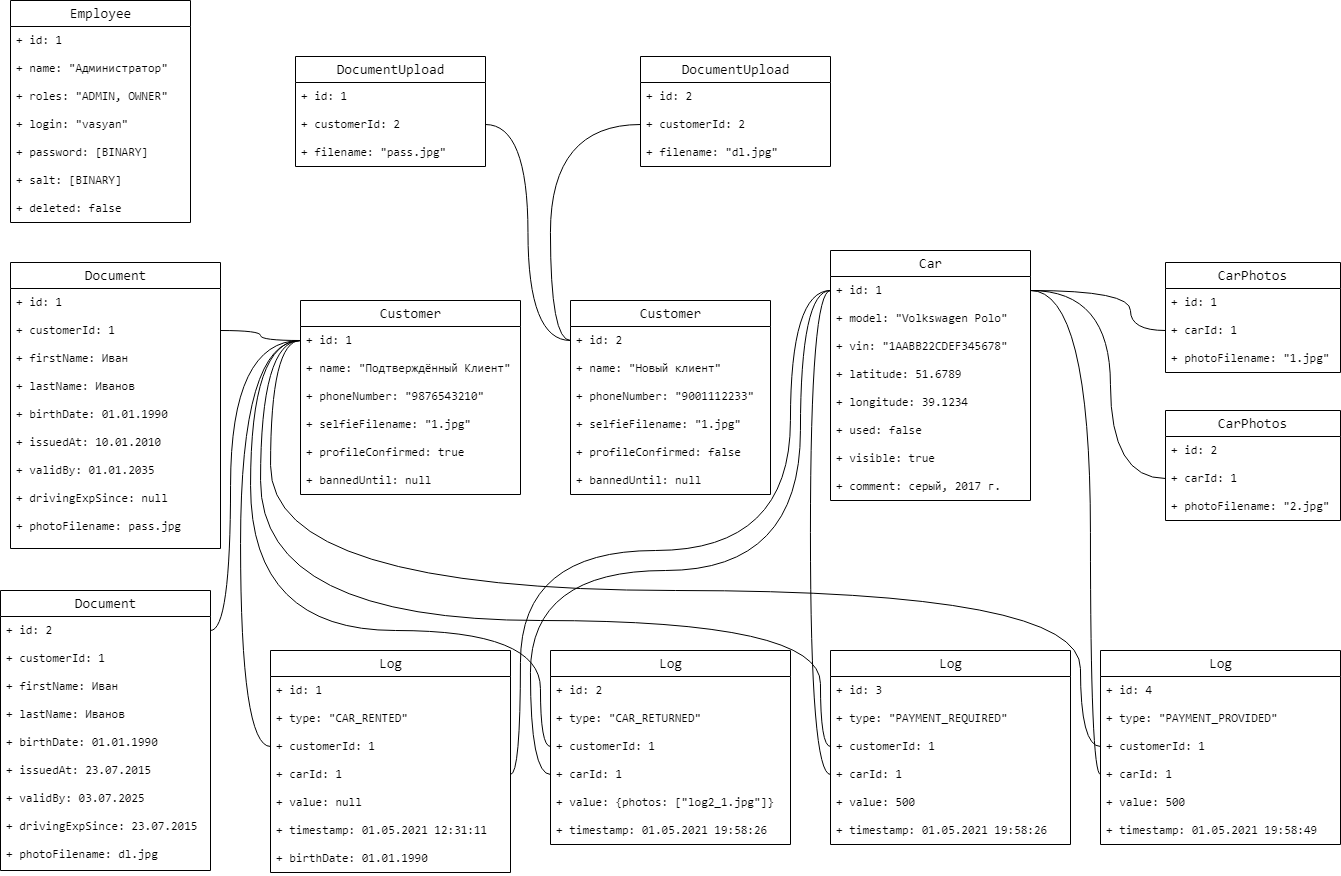 Employee
+ id: 1
+ name: "Администратор"
+ roles: "ADMIN, OWNER"
+ login: "vasyan"
+ password: [BINARY]
+ salt: [BINARY]
+ deleted: false
DocumentUpload
+ id: 1
+ customerId: 2
+ filename: "pass.jpg"
DocumentUpload
+ id: 2
+ customerId: 2
+ filename: "dl.jpg"
Document
+ id: 1
+ customerId: 1
+ firstName: Иван
+ lastName: Иванов
+ birthDate: 01.01.1990
+ issuedAt: 10.01.2010
+ validBy: 01.01.2035
+ drivingExpSince: null
+ photoFilename: pass.jpg
Customer
+ id: 1
+ name: "Подтверждённый Клиент"
+ phoneNumber: "9876543210"
+ selfieFilename: "1.jpg"
+ profileConfirmed: true
+ bannedUntil: null
Customer
+ id: 2
+ name: "Новый клиент"
+ phoneNumber: "9001112233"
+ selfieFilename: "1.jpg"
+ profileConfirmed: false
+ bannedUntil: null
Car
+ id: 1
+ model: "Volkswagen Polo"
+ vin: "1AABB22CDEF345678"
+ latitude: 51.6789
+ longitude: 39.1234
+ used: false
+ visible: true
+ comment: серый, 2017 г.
CarPhotos
+ id: 1
+ carId: 1
+ photoFilename: "1.jpg"
CarPhotos
+ id: 2
+ carId: 1
+ photoFilename: "2.jpg"
Document
+ id: 2
+ customerId: 1
+ firstName: Иван
+ lastName: Иванов
+ birthDate: 01.01.1990
+ issuedAt: 23.07.2015
+ validBy: 03.07.2025
+ drivingExpSince: 23.07.2015
+ photoFilename: dl.jpg
Log
+ id: 1
+ type: "CAR_RENTED"
+ customerId: 1
+ carId: 1
+ value: null
+ timestamp: 01.05.2021 12:31:11
+ birthDate: 01.01.1990
Log
+ id: 2
+ type: "CAR_RETURNED"
+ customerId: 1
+ carId: 1
+ value: {photos: ["log2_1.jpg"]}
+ timestamp: 01.05.2021 19:58:26
Log
+ id: 3
+ type: "PAYMENT_REQUIRED"
+ customerId: 1
+ carId: 1
+ value: 500
+ timestamp: 01.05.2021 19:58:26
Log
+ id: 4
+ type: "PAYMENT_PROVIDED"
+ customerId: 1
+ carId: 1
+ value: 500
+ timestamp: 01.05.2021 19:58:49